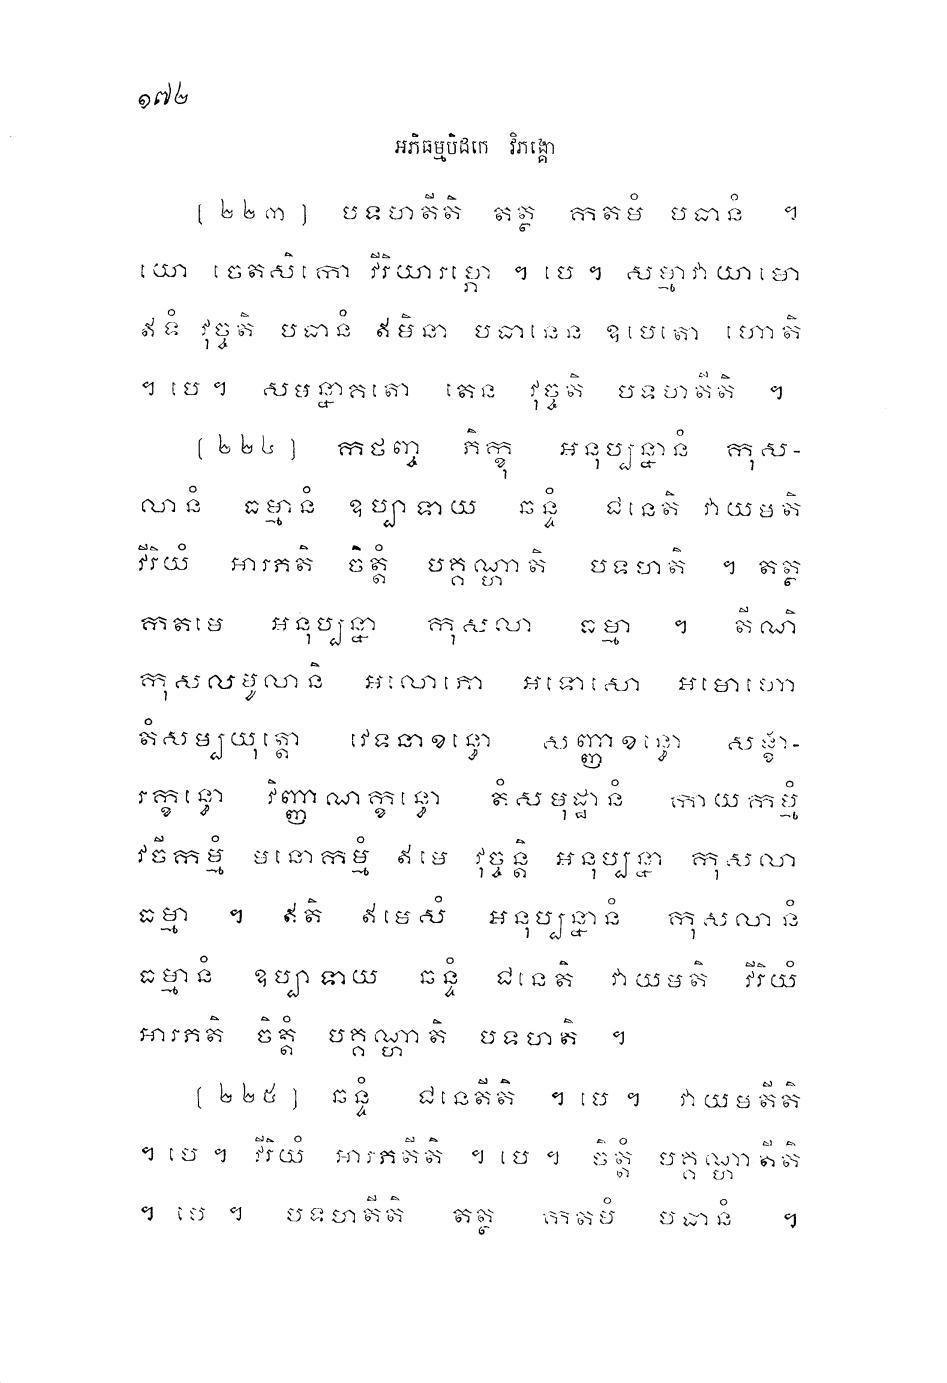 ១៧២
អភិធម្មបិដកេ វិភង្គោ
[២២៣] បទហតីតិ តត្ថ កតមំ បធានំ ។
យោ ចេតសិកោ វីរិយារម្ភោ ។ បេ ។ សម្មាវាយាមោ
ឥទំ វុច្ចតិ បធានំ ឥមិនា បធានេន ឧបេតោ ហោតិ
។ បេ ។ សមន្នាគតោ តេន វុច្ចតិ បទហតីតិ ។
[២២៤] កថញ្ច ភិក្ខុ អនុប្បន្នានំ កុស-
លានំ ធម្មានំ ឧប្បាទាយ ឆន្ទំ ជនេតិ វាយមតិ
វីរិយំ អារភតិ ចិត្តំ បគ្គណ្ហាតិ បទហតិ ។ តត្ថ
កតមេ អនុប្បន្នា កុសលា ធម្មា ។ តីណិ
កុសលមូលានិ អលោភោ អទោសោ អមោហោ
តំសម្បយុត្តោ វេទនាខន្ធោ សញ្ញាខន្ធោ សង្ខា-
រក្ខន្ធោ វិញ្ញាណក្ខន្ធោ តំសមុដ្ឋានំ កាយកម្មំ
វចីកម្មំ មនោកម្មំ ឥមេ វុច្ចន្តិ អនុប្បន្នា កុសលា
ធម្មា ។ ឥតិ ឥមេសំ អនុប្បន្នានំ កុសលានំ
ធម្មានំ ឧប្បាទាយ ឆន្ទំ ជនេតិ វាយមតិ វីរិយំ
អារភតិ ចិត្តំ បគ្គណ្ហាតិ បទហតិ ។
[២២៥] ឆន្ទំ ជនេតីតិ ។ បេ ។ វាយមតីតិ
។ បេ ។ វីរិយំ អារភតីតិ ។ បេ ។ ចិត្តំ បគ្គណ្ហាតីតិ
។ បេ ។ បទហតីតិ តត្ថ កតមំ បធានំ ។